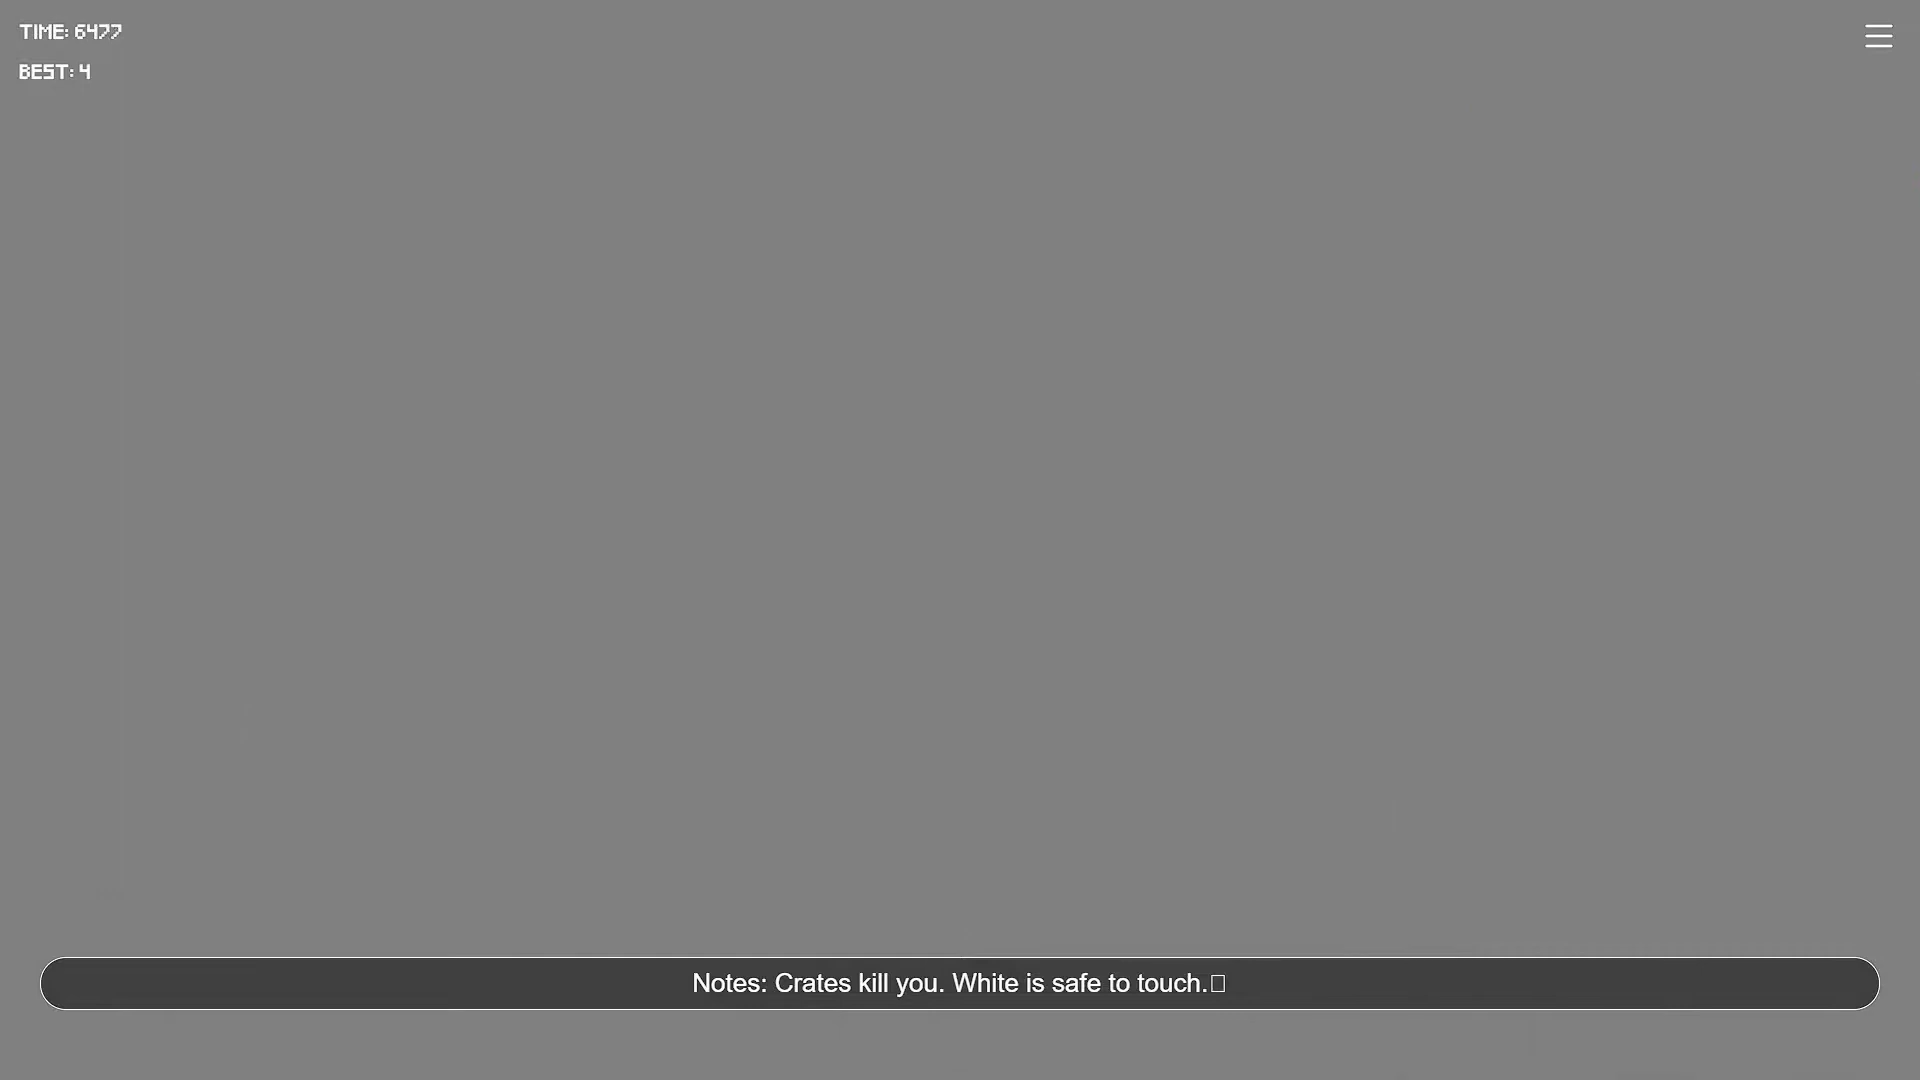 TIME: 6477
BEST: 4
Notes: Crates kill you. White is safe to touch.